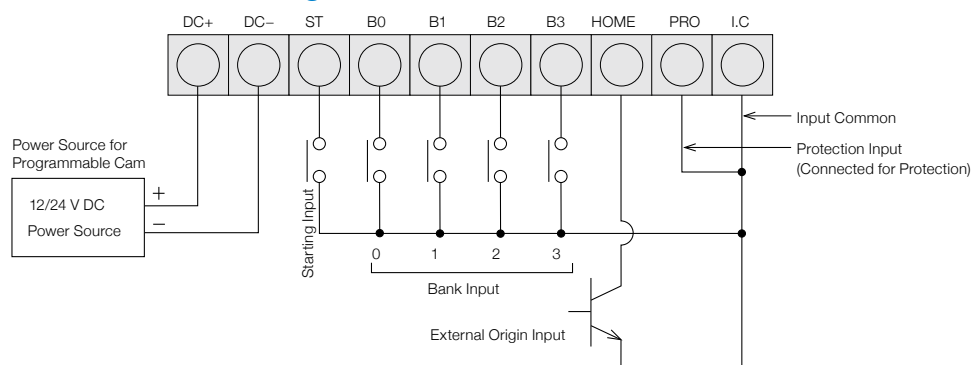 DC+ DC− ST B0 B1 B2 B3 HOME PRO I.C
Input Common
Protection Input
(Connected for Protection)
Power Source for
Programmable Cam
12/24 V DC
Power Source
+
−
Starting Input
0 1 2 3
Bank Input
External Origin Input